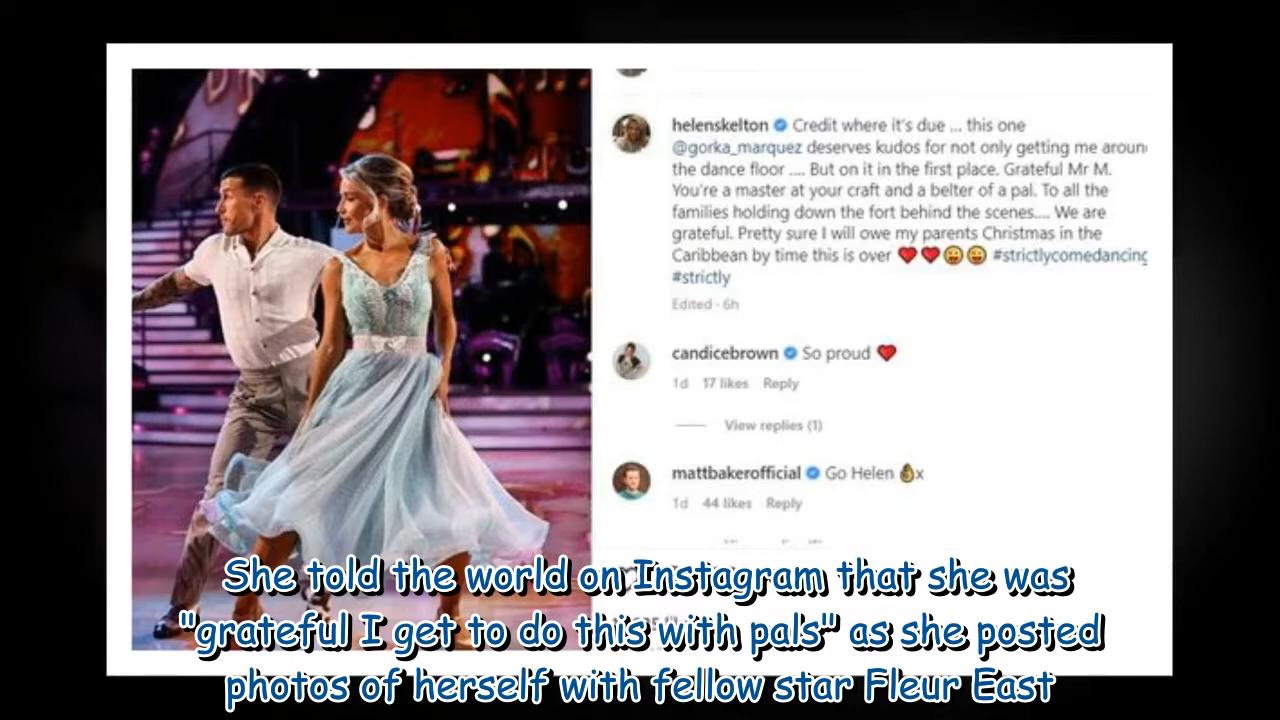 helenskelton Credit where it's due ... this one
@gorka_marquez deserves kudos for not only getting me aroun
the dance floor .... But on it in the first place. Grateful Mr M.
You're a master at your craft and a belter of a pal. To all the
families holding down the fort behind the scenes.... We are
grateful. Pretty sure I will owe my parents Christmas in the
Caribbean by time this is over ❤️❤️😛😛 #strictlycomedancing
#strictly
Edited · 6h
candicebrown So proud ❤️
1d 17 likes Reply
View replies (1)
mattbakerofficial Go Helen 👌🏿x
1d 44 likes Reply
She told the world on Instagram that she was
"grateful I get to do this with pals" as she posted
photos of herself with fellow star Fleur East